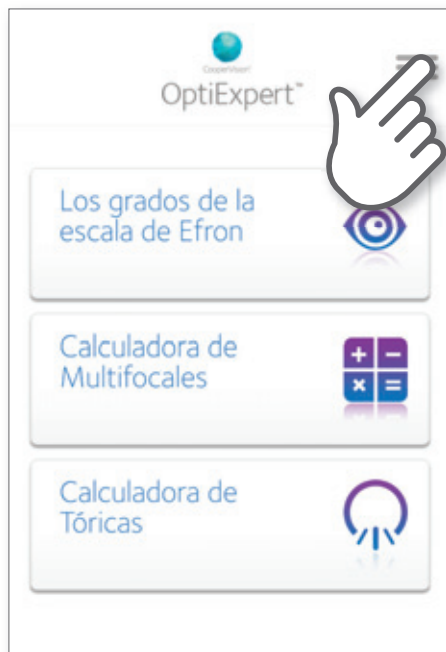 CooperVision®
OptiExpert™
Los grados de la
escala de Efron
Calculadora de
Multifocales
Calculadora de
Tóricas